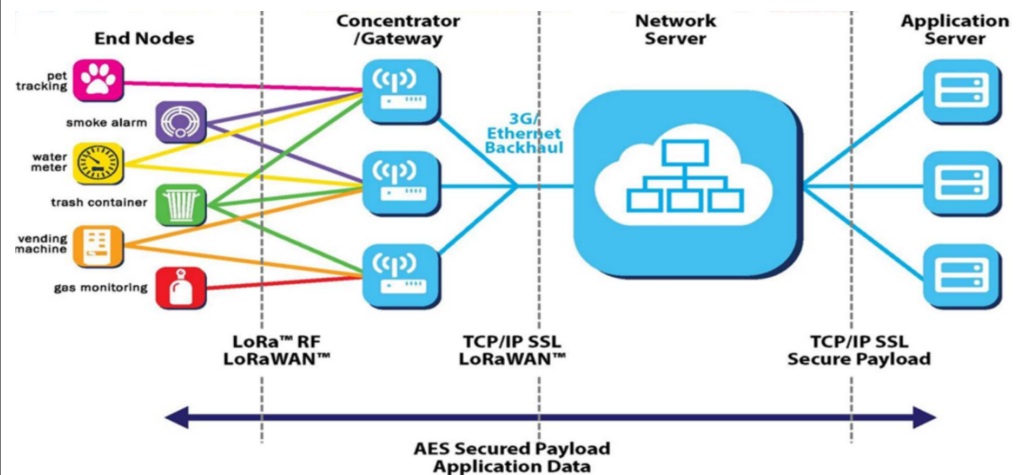 End Nodes
Concentrator
/Gateway
Network
Server
Application
Server
pet
tracking
smoke alarm
water
meter
trash container
vending
machine
gas monitoring
3G/
Ethernet
Backhaul
LoRa™ RF
LoRaWAN™
TCP/IP SSL
LoRaWAN™
TCP/IP SSL
Secure Payload
AES Secured Payload
Application Data